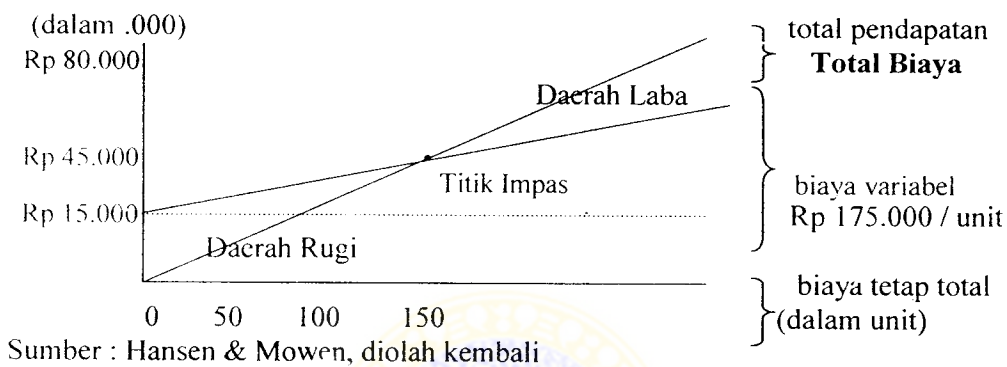 (dalam .000)
total pendapatan
Rp 80.000
Total Biaya
Daerah Laba
Rp 45.000
Titik Impas
biaya variabel
Rp 15.000
Rp 175.000 / unit
Daerah Rugi
biaya tetap total
0 50 100 150
(dalam unit)
Sumber : Hansen & Mowen, diolah kembali